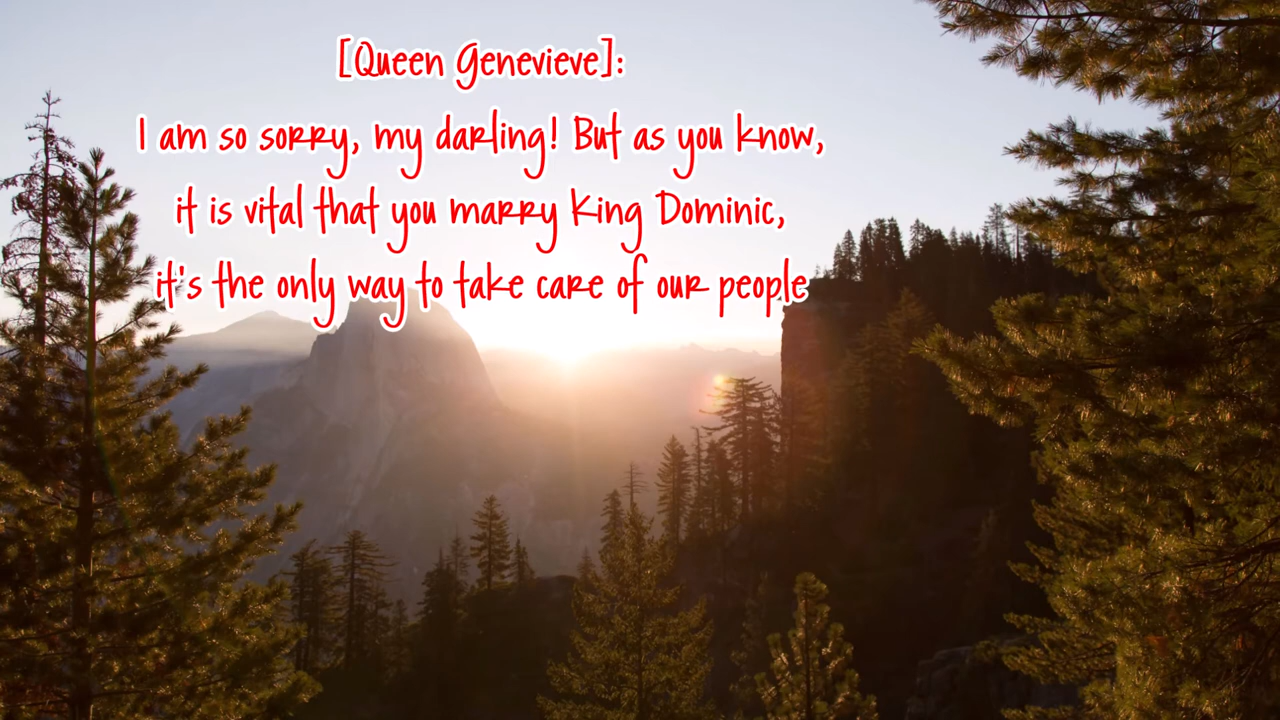 [Queen Genevieve]:
I am so sorry, my darling! But as you know,
it is vital that you marry King Dominic,
it's the only way to take care of our people